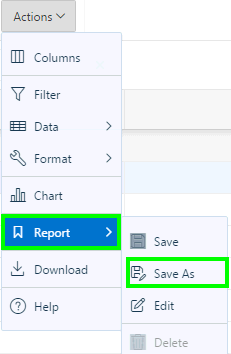 Actions
Columns
Filter
Data
Format
Chart
Report
Download
Help
Save
Save As
Edit
Delete